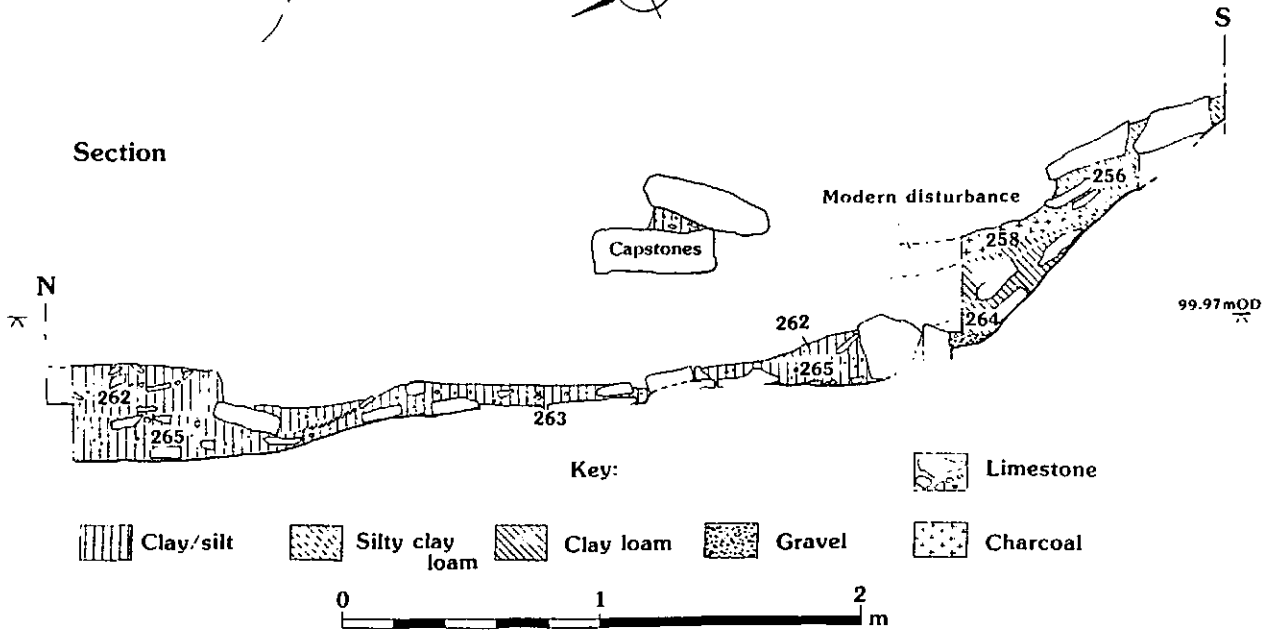 S
Section
256
Modern disturbance
258
Capstones
N
99.97mOD
264
262
265
262
263
265
Key:
Limestone
Clay/silt
Silty clay loam
Clay loam
Gravel
Charcoal
0 1 2
m